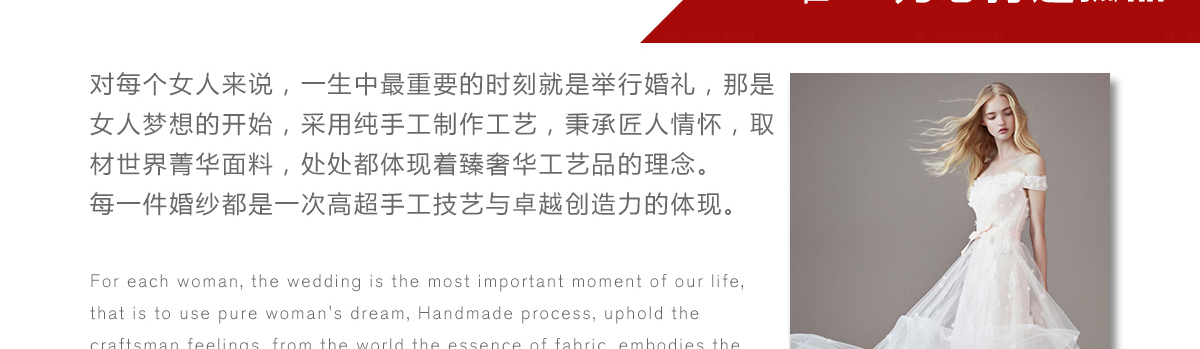 对每个女人来说，一生中最重要的时刻就是举行婚礼，那是
女人梦想的开始，采用纯手工制作工艺，秉承匠人情怀，取
材世界菁华面料，处处都体现着臻奢华工艺品的理念。
每一件婚纱都是一次高超手工技艺与卓越创造力的体现。
For each woman, the wedding is the most important moment of our life,
that is to use pure woman's dream, Handmade process, uphold the
craftsman feelings, from the world the essence of fabric, embodies the